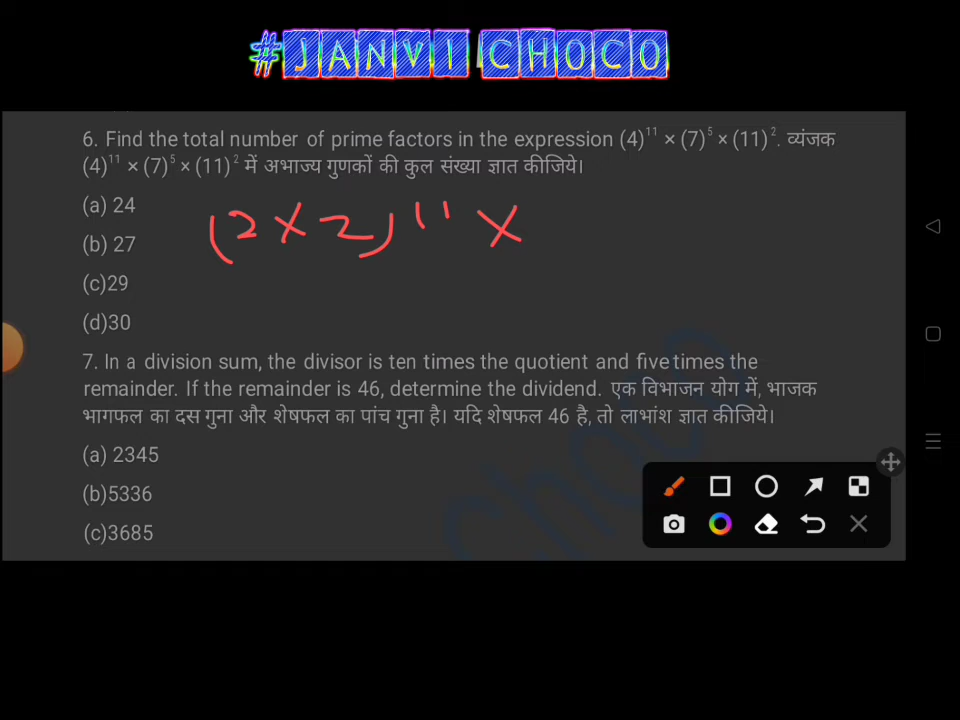 #JANVI CHOCO
6. Find the total number of prime factors in the expression (4)¹¹ × (7)⁵ × (11)². व्यंजक
(4)¹¹ × (7)⁵ × (11)² में अभाज्य गुणकों की कुल संख्या ज्ञात कीजिये।
(a) 24
(2 × 2)¹¹ ×
(b) 27
(c)29
(d)30
7. In a division sum, the divisor is ten times the quotient and five times the
remainder. If the remainder is 46, determine the dividend. एक विभाजन योग में, भाजक
भागफल का दस गुना और शेषफल का पांच गुना है। यदि शेषफल 46 है, तो लाभांश ज्ञात कीजिये।
(a) 2345
(b)5336
(c)3685
Choco